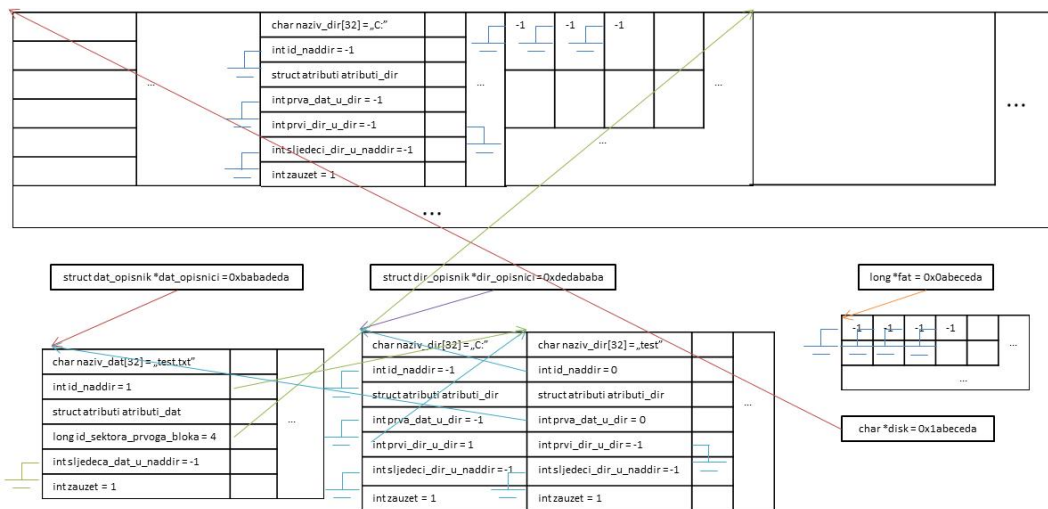 char naziv_dir[32] = „C:”
int id_naddir = -1
struct atributi atributi_dir
int prva_dat_u_dir = -1
int prvi_dir_u_dir = -1
int sljedeci_dir_u_naddir = -1
int zauzet = 1
...
...
-1 -1 -1 -1
...
...
...
...
struct dat_opisnik *dat_opisnici = 0xbabadeda
struct dir_opisnik *dir_opisnici = 0xdedababa
long *fat = 0x0abeceda
char naziv_dat[32] = „test.txt”
int id_naddir = 1
struct atributi atributi_dat
long id_sektora_prvoga_bloka = 4
int sljedeca_dat_u_naddir = -1
int zauzet = 1
...
char naziv_dir[32] = „C:”
int id_naddir = -1
struct atributi atributi_dir
int prva_dat_u_dir = -1
int prvi_dir_u_dir = 1
int sljedeci_dir_u_naddir = -1
int zauzet = 1
char naziv_dir[32] = „test”
int id_naddir = 0
struct atributi atributi_dir
int prva_dat_u_dir = 0
int prvi_dir_u_dir = -1
int sljedeci_dir_u_naddir = -1
int zauzet = 1
...
-1 -1 -1 -1
...
...
char *disk = 0x1abeceda